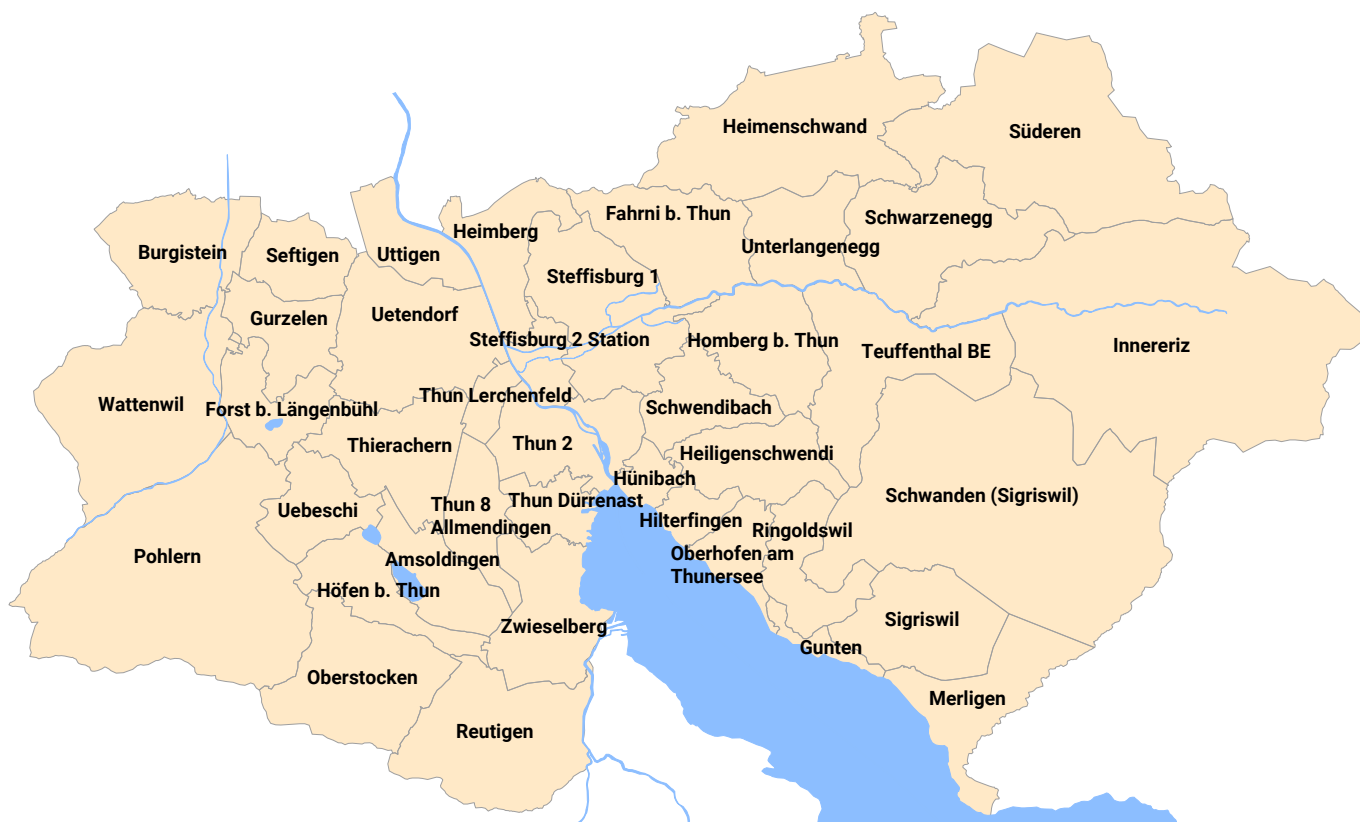 Heimenschwand
Süderen
Fahrni b. Thun
Schwarzenegg
Heimberg
Unterlangenegg
Burgistein
Seftigen
Uttigen
Steffisburg 1
Gurzelen
Uetendorf
Steffisburg 2 Station
Homberg b. Thun
Teuffenthal BE
Innereriz
Wattenwil
Forst b. Längenbühl
Thun Lerchenfeld
Schwendibach
Thierachern
Thun 2
Heiligenschwendi
Hünibach
Schwanden (Sigriswil)
Uebeschi
Thun 8
Allmendingen
Thun Dürrenast
Hilterfingen
Ringoldswil
Pohlern
Amsoldingen
Oberhofen am
Thunersee
Höfen b. Thun
Zwieselberg
Sigriswil
Gunten
Oberstocken
Merligen
Reutigen